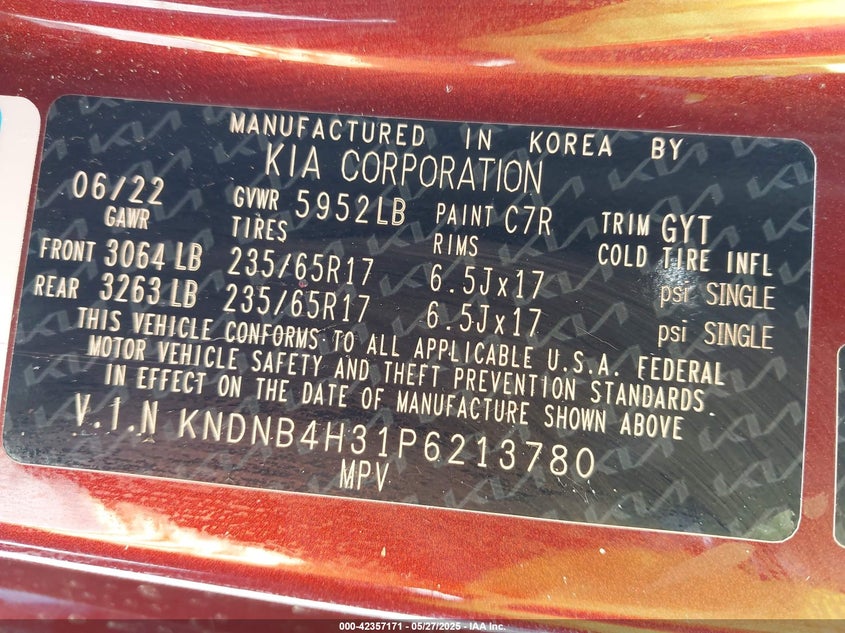 MANUFACTURED IN KOREA BY
KIA CORPORATION
06/22 GVWR 5952LB PAINT C7R TRIM GYT
GAWR TIRES RIMS COLD TIRE INFL
FRONT 3064 LB 235/65R17 6.5Jx17 psi SINGLE
REAR 3263 LB 235/65R17 6.5Jx17 psi SINGLE
THIS VEHICLE CONFORMS TO ALL APPLICABLE U.S.A. FEDERAL
MOTOR VEHICLE SAFETY AND THEFT PREVENTION STANDARDS.
IN EFFECT ON THE DATE OF MANUFACTURE SHOWN ABOVE
V.I.N KNDNB4H31P6213780
MPV
000-42357171 - 05/27/2025 - IAA, Inc.